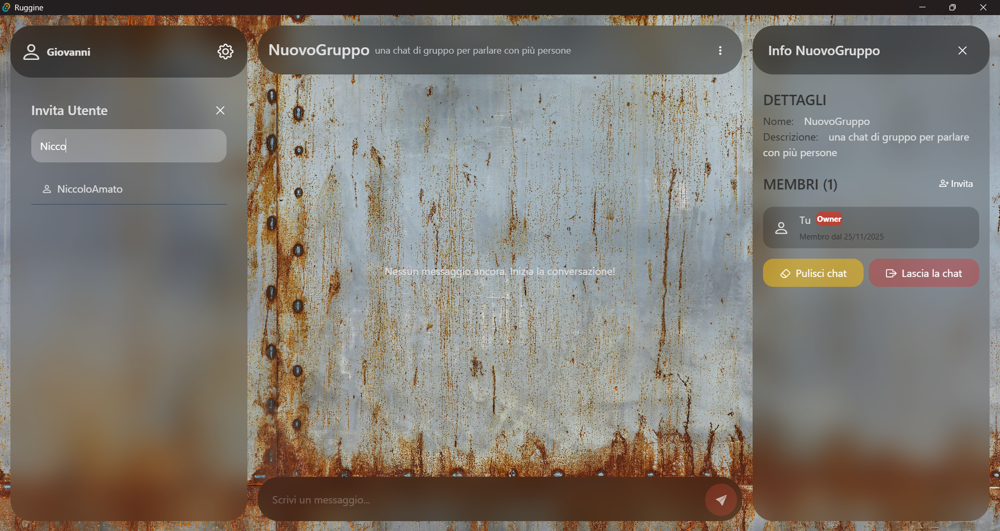 Ruggine
Giovanni
Invita Utente
Nicco
NiccoloAmato
NuovoGruppo una chat di gruppo per parlare con più persone
Nessun messaggio ancora. Inizia la conversazione!
Scrivi un messaggio...
Info NuovoGruppo
DETTAGLI
Nome: NuovoGruppo
Descrizione: una chat di gruppo per parlare
con più persone
MEMBRI (1)
Invita
Tu Owner
Membro dal 25/11/2025
Pulisci chat
Lascia la chat